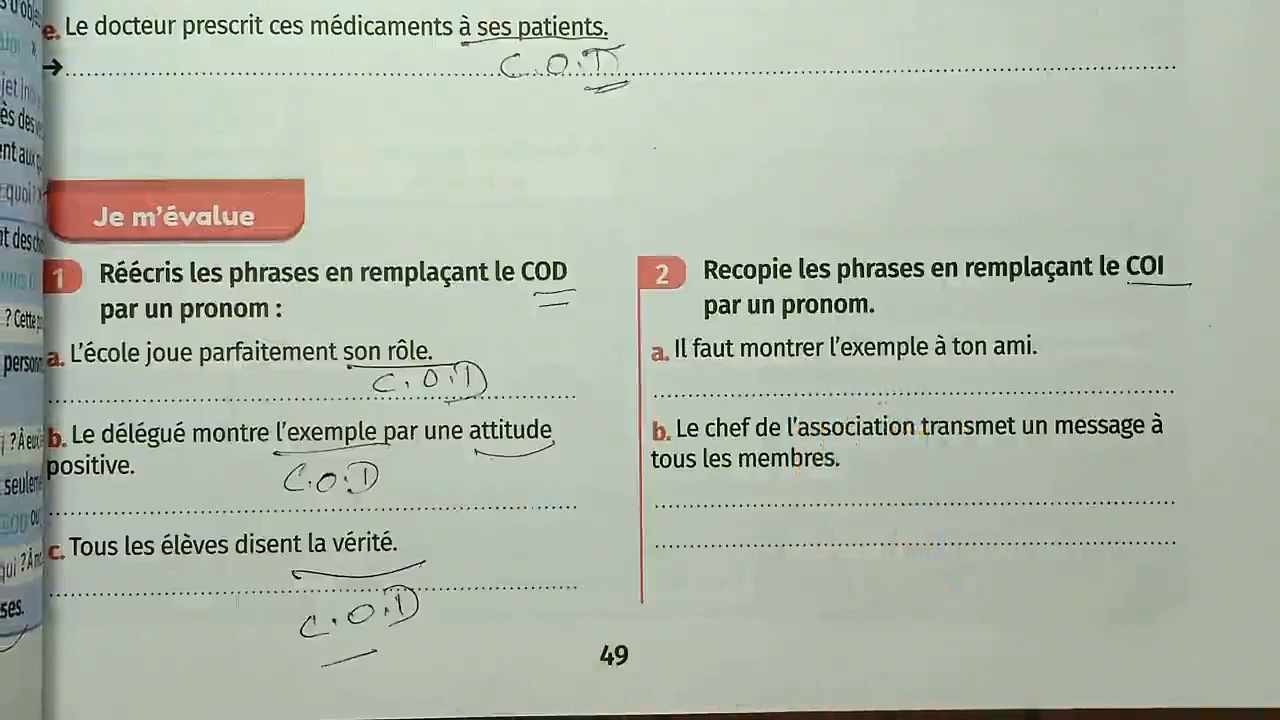 e. Le docteur prescrit ces médicaments à ses patients.
C.O.D
Je m'évalue
1 Réécris les phrases en remplaçant le COD
par un pronom :
a. L'école joue parfaitement son rôle.
C.O.D
b. Le délégué montre l'exemple par une attitude
positive.
C.O.D
c. Tous les élèves disent la vérité.
C.O.D
2 Recopie les phrases en remplaçant le COI
par un pronom.
a. Il faut montrer l'exemple à ton ami.
b. Le chef de l'association transmet un message à
tous les membres.
49